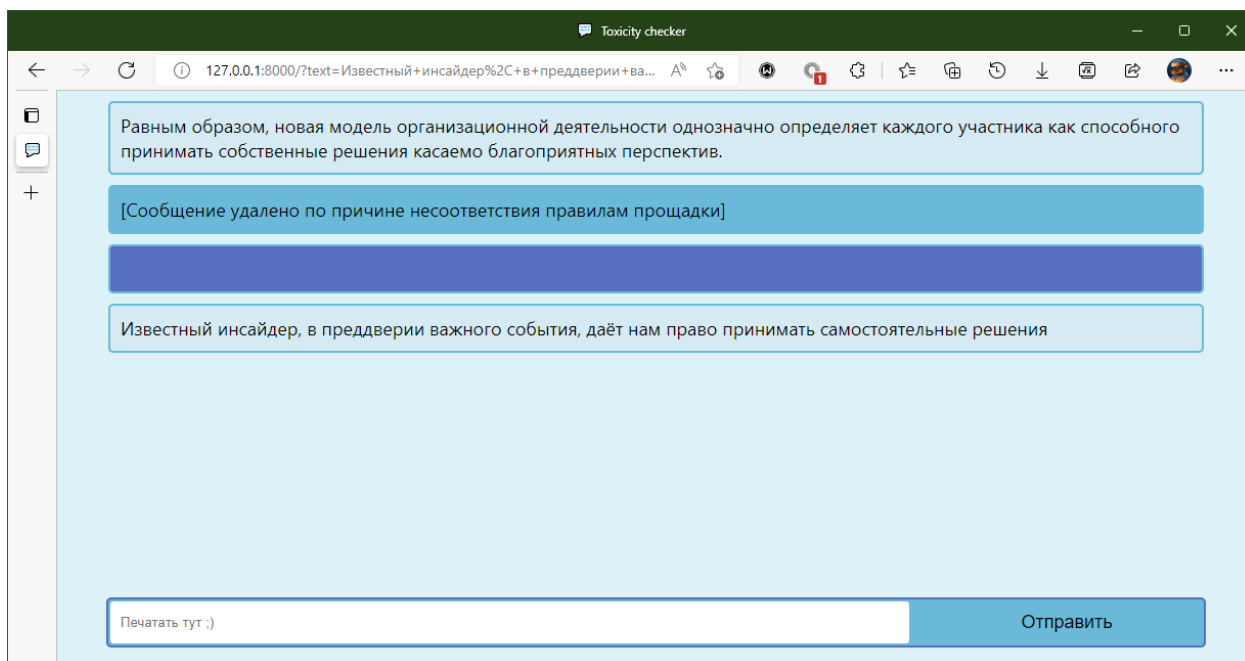 Toxicity checker
127.0.0.1:8000/?text=Известный+инсайдер%2C+в+преддверии+ва...
1
Равным образом, новая модель организационной деятельности однозначно определяет каждого участника как способного
принимать собственные решения касаемо благоприятных перспектив.
[Сообщение удалено по причине несоответствия правилам прощадки]
Известный инсайдер, в преддверии важного события, даёт нам право принимать самостоятельные решения
Печатать тут ;)
Отправить